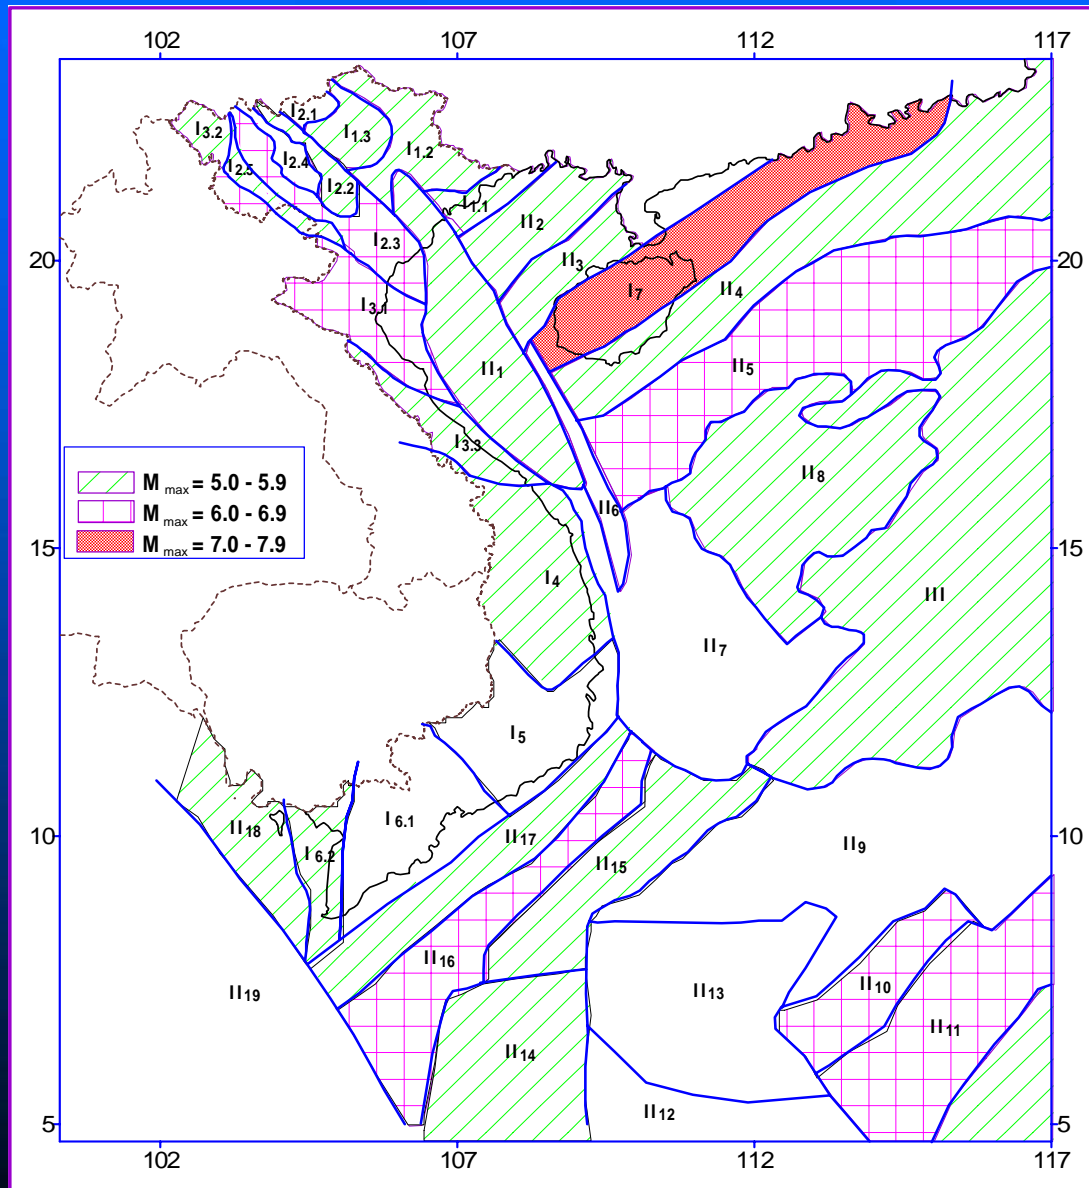 102 107 112 117
I2.1
I3.2
I1.3
I1.2
I2.4
I2.5
I2.2
I1.1
II2
I2.3
20 20
II3
I7
II4
I3.1
II1
II5
I3.3
II8
M max = 5.0 - 5.9
M max = 6.0 - 6.9
M max = 7.0 - 7.9
II6
15 15
I4
III
II7
I5
I6.1
II18
II17
10 10
II9
I6.2
II15
II16
II10
II19
II13
II11
II14
II12
5 5
102 107 112 117